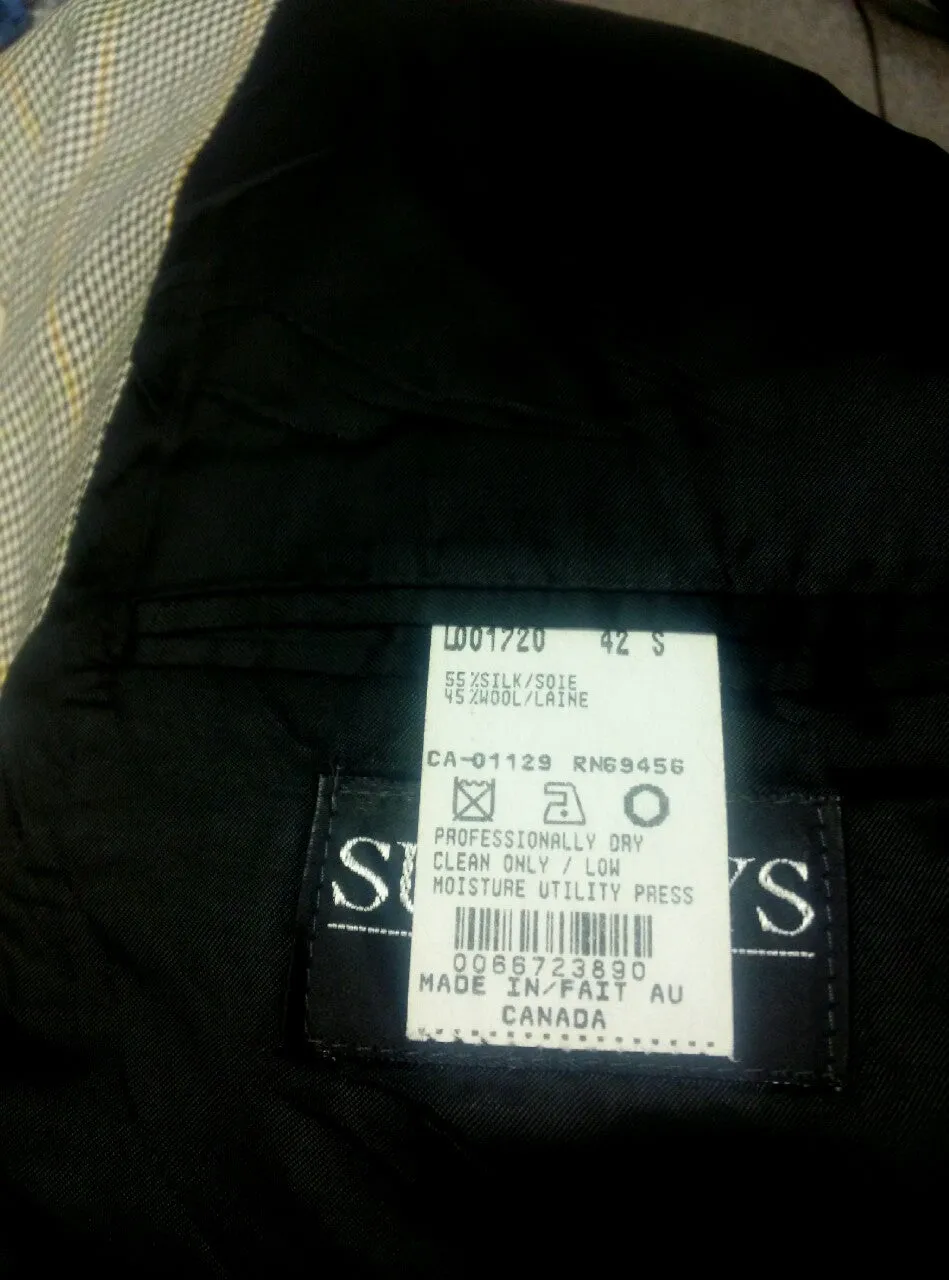 L001720 42 S
55%SILK/SOIE
45%WOOL/LAINE
CA-01129 RN69456
PROFESSIONALLY DRY
CLEAN ONLY / LOW
MOISTURE UTILITY PRESS
0066723890
MADE IN/FAIT AU
CANADA